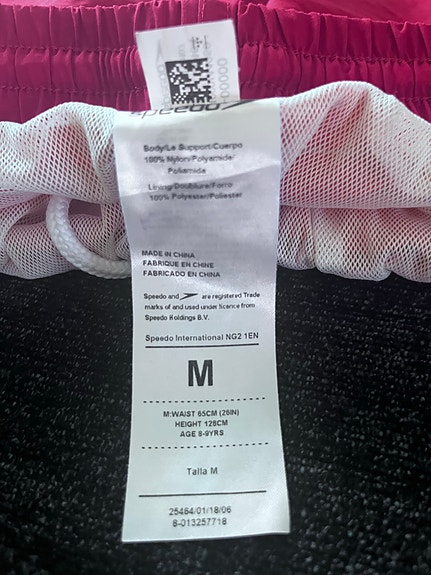 speedo
Body/Le Support/Cuerpo
100% Nylon/Polyamide/
Poliamida
Lining/Doublure/Forro
100% Polyester/Poliester
MADE IN CHINA
FABRIQUE EN CHINE
FABRICADO EN CHINA
Speedo and are registered Trade
marks of and used under licence from
Speedo Holdings B.V.
Speedo International NG2 1EN
M
M:WAIST 65CM (26IN)
HEIGHT 128CM
AGE 8-9YRS
Talla M
25464/01/18/06
8-013257718